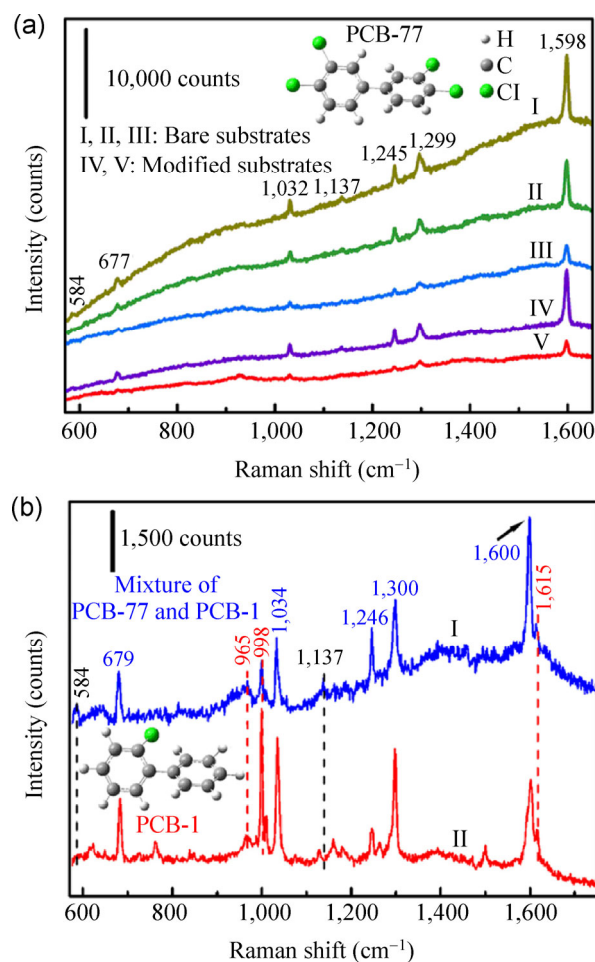 (a)
PCB-77
H
C
CI
10,000 counts
I, II, III: Bare substrates
IV, V: Modified substrates
584
677
1,032
1,137
1,245
1,299
1,598
I
II
III
IV
V
Intensity (counts)
600
800
1,000
1,200
1,400
1,600
Raman shift (cm⁻¹)
(b)
1,500 counts
Mixture of
PCB-77 and PCB-1
584
679
965
998
1,034
1,137
1,246
1,300
1,600
1,615
I
PCB-1
II
Intensity (counts)
600
800
1,000
1,200
1,400
1,600
Raman shift (cm⁻¹)